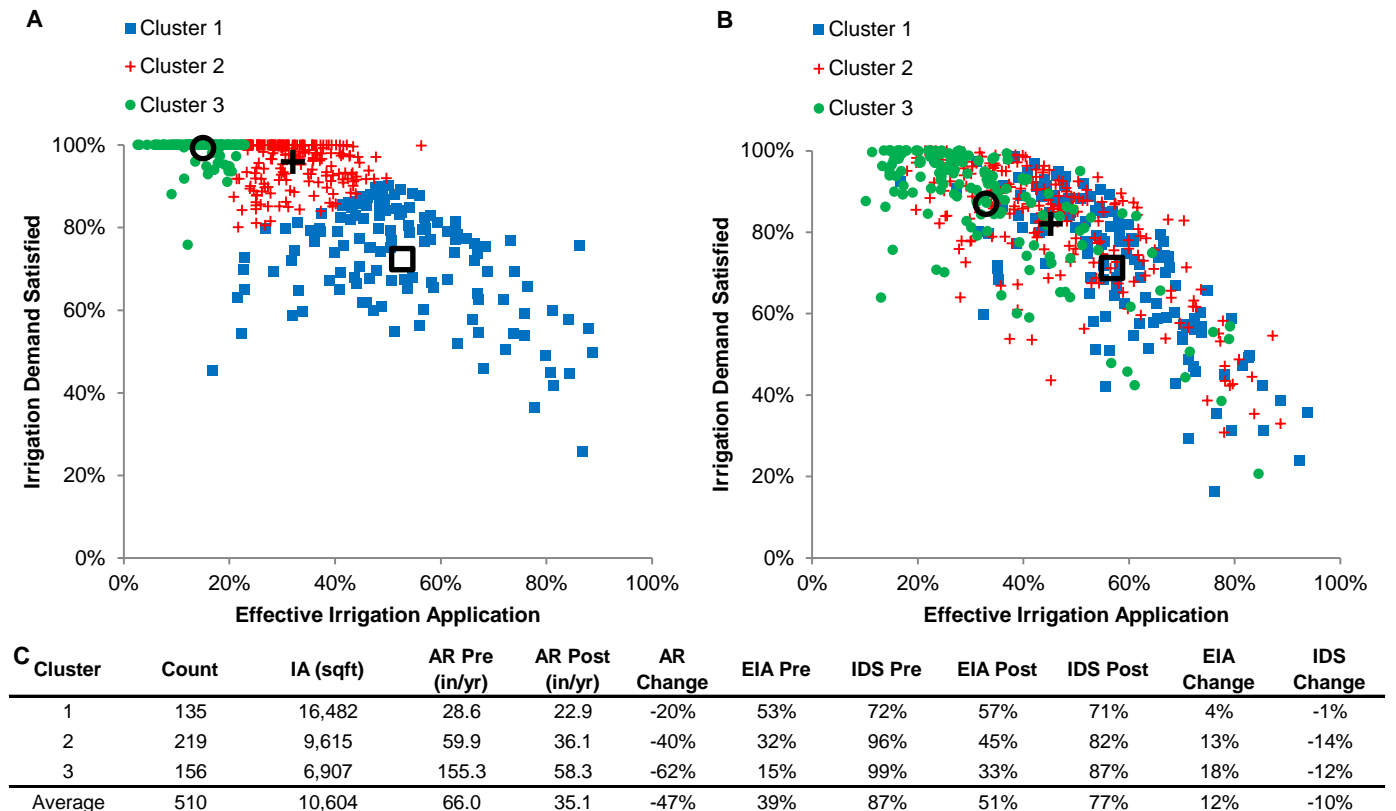 A
Cluster 1
Cluster 2
Cluster 3
100%
80%
60%
40%
20%
0%
Irrigation Demand Satisfied
0% 20% 40% 60% 80% 100%
Effective Irrigation Application
B
Cluster 1
Cluster 2
Cluster 3
100%
80%
60%
40%
20%
0%
Irrigation Demand Satisfied
0% 20% 40% 60% 80% 100%
Effective Irrigation Application
C
Cluster Count IA (sqft) AR Pre (in/yr) AR Post (in/yr) AR Change EIA Pre IDS Pre EIA Post IDS Post EIA Change IDS Change
1 135 16,482 28.6 22.9 -20% 53% 72% 57% 71% 4% -1%
2 219 9,615 59.9 36.1 -40% 32% 96% 45% 82% 13% -14%
3 156 6,907 155.3 58.3 -62% 15% 99% 33% 87% 18% -12%
Average 510 10,604 66.0 35.1 -47% 39% 87% 51% 77% 12% -10%